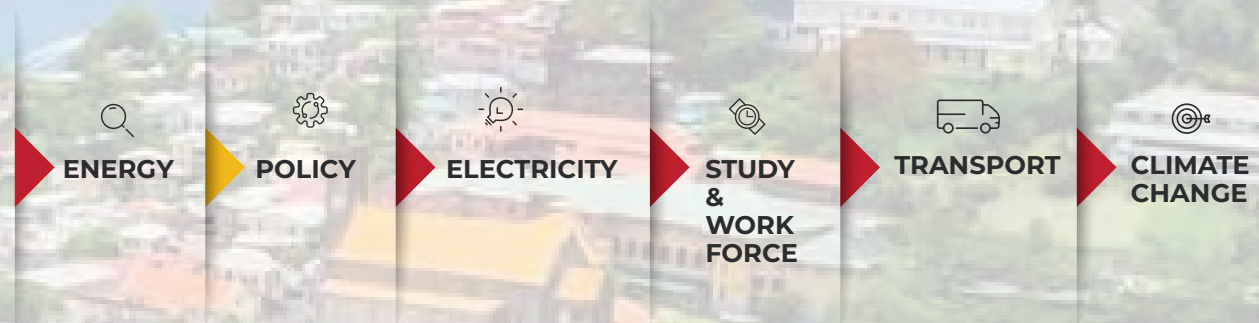 ENERGY
POLICY
ELECTRICITY
STUDY
&
WORK
FORCE
TRANSPORT
CLIMATE
CHANGE